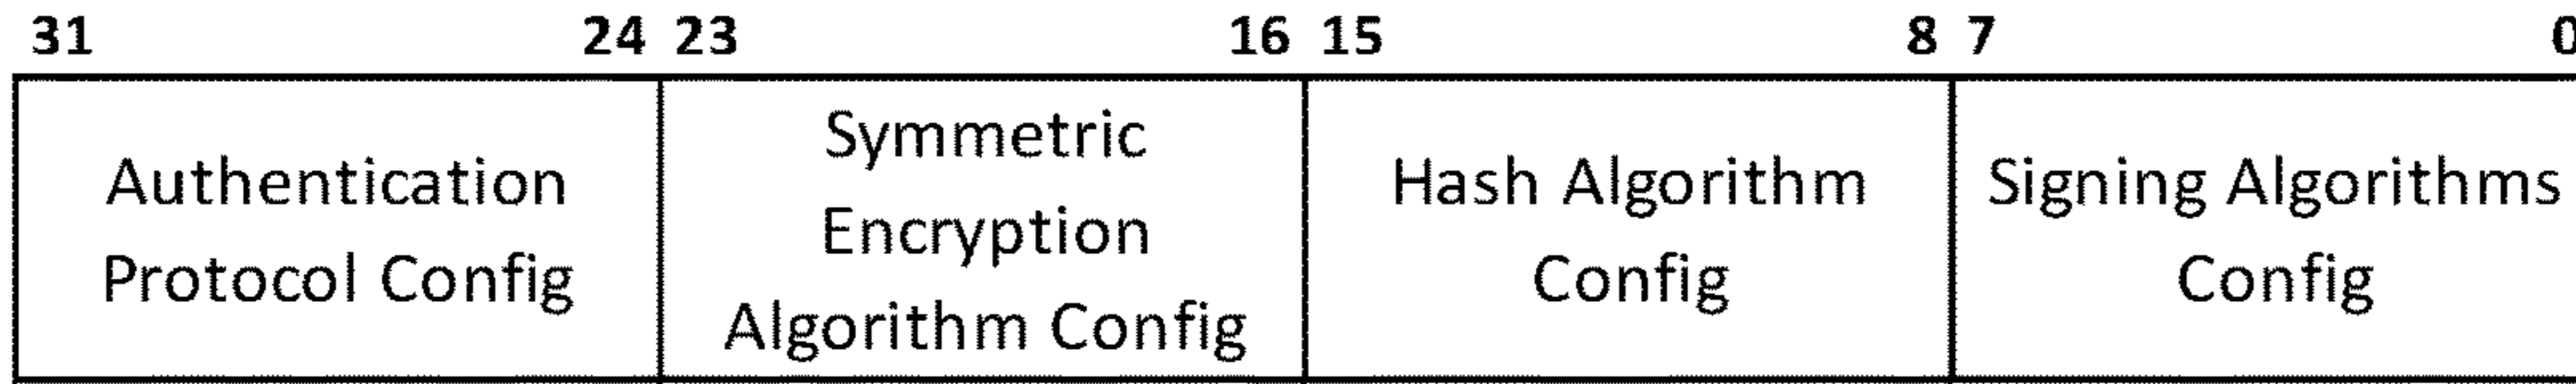 31 24 23 16 15 8 7 0
Authentication
Protocol Config
Symmetric
Encryption
Algorithm Config
Hash Algorithm
Config
Signing Algorithms
Config